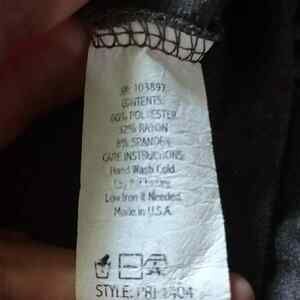 103897
CONTENTS:
60% POLYESTER
32% RAYON
8% SPANDEX
CARE INSTRUCTIONS:
Hand Wash Cold.
Low Iron If Needed.
Made in U.S.A.
STYLE: